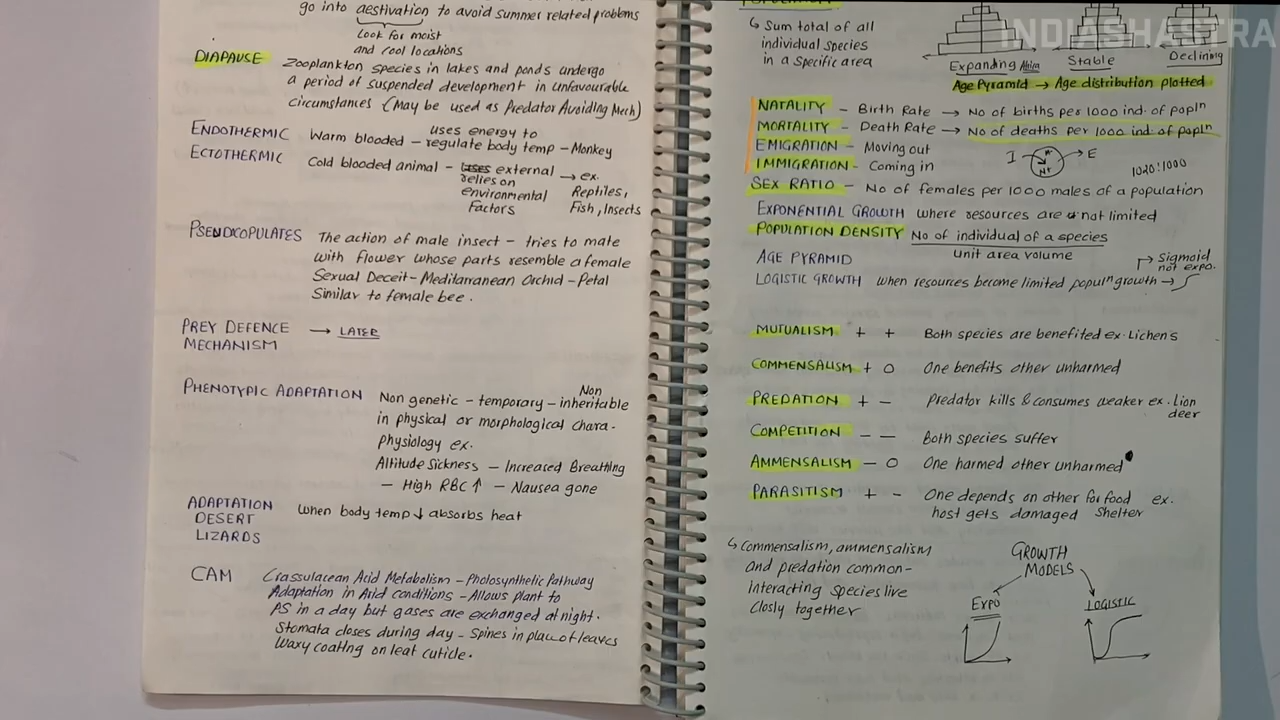 go into aestivation to avoid summer related problems
Look for moist
and cool locations
DIAPAUSE
Zooplankton species in lakes and ponds undergo
a period of suspended development in unfavourable
circumstances (May be used as Predator Avoiding Mech)
ENDOTHERMIC Warm blooded - uses energy to
regulate body temp - Monkey
ECTOTHERMIC Cold blooded animal - uses external → ex.
relies on
environmental Reptiles,
Factors Fish, Insects
PSENDICOPULATES The action of male insect - tries to mate
with flower whose parts resemble a female
Sexual Deceit - Meditarranean Orchid - Petal
Similar to female bee.
PREY DEFENCE → LATER
MECHANISM
PHENOTYPIC ADAPTATION Non
Non genetic - temporary - inheritable
in physical or morphological chara-
physiology ex.
Altitude Sickness - Increased Breathing
- High RBC ↑ - Nausea gone
ADAPTATION When body temp ↓ absorbs heat
DESERT
LIZARDS
CAM Crassulacean Acid Metabolism - Photosynthetic Pathway
Adaptation in Arid conditions - Allows plant to
PS in a day but gases are exchanged at night.
Stomata closes during day - Spines in place of leaves
Waxy coating on leaf cuticle.
INDIASHASTRA
↳ Sum total of all
individual species
in a specific area
Expanding Stable Declining
Age Pyramid → Age distribution plotted
NATALITY - Birth Rate → No of births per 1000 ind. of popln
MORTALITY - Death Rate → No of deaths per 1000 ind. of popln
EMIGRATION - Moving out
I → E
IMMIGRATION - Coming in
1020:1000
SEX RATIO - No of females per 1000 males of a population
EXPONENTIAL GROWTH where resources are not limited
POPULATION DENSITY No of individual of a species
Unit area volume
AGE PYRAMID
→ Sigmoid
not expo.
LOGISTIC GROWTH when resources become limited populn growth →
MUTUALISM + + Both species are benefited ex. Lichen's
COMMENSALISM + 0 One benefits other unharmed
PREDATION + - Predator kills & consumes weaker ex. Lion
deer
COMPETITION - - Both species suffer
AMMENSALISM - 0 One harmed other unharmed
PARASITISM + - One depends on other for food ex.
host gets damaged shelter
↳ Commensalism, ammensalism
and predation common-
interacting species live
closly together
GROWTH
MODELS
EXPO LOGISTIC